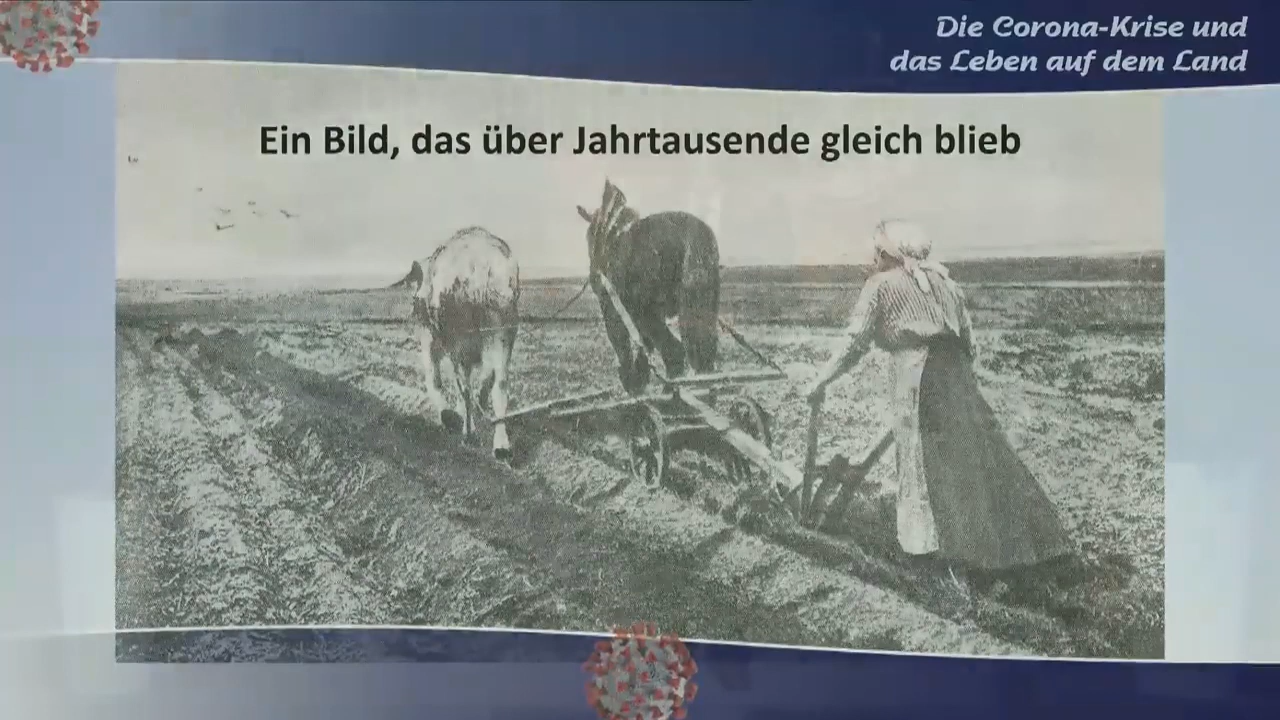 Die Corona-Krise und
das Leben auf dem Land
Ein Bild, das über Jahrtausende gleich blieb